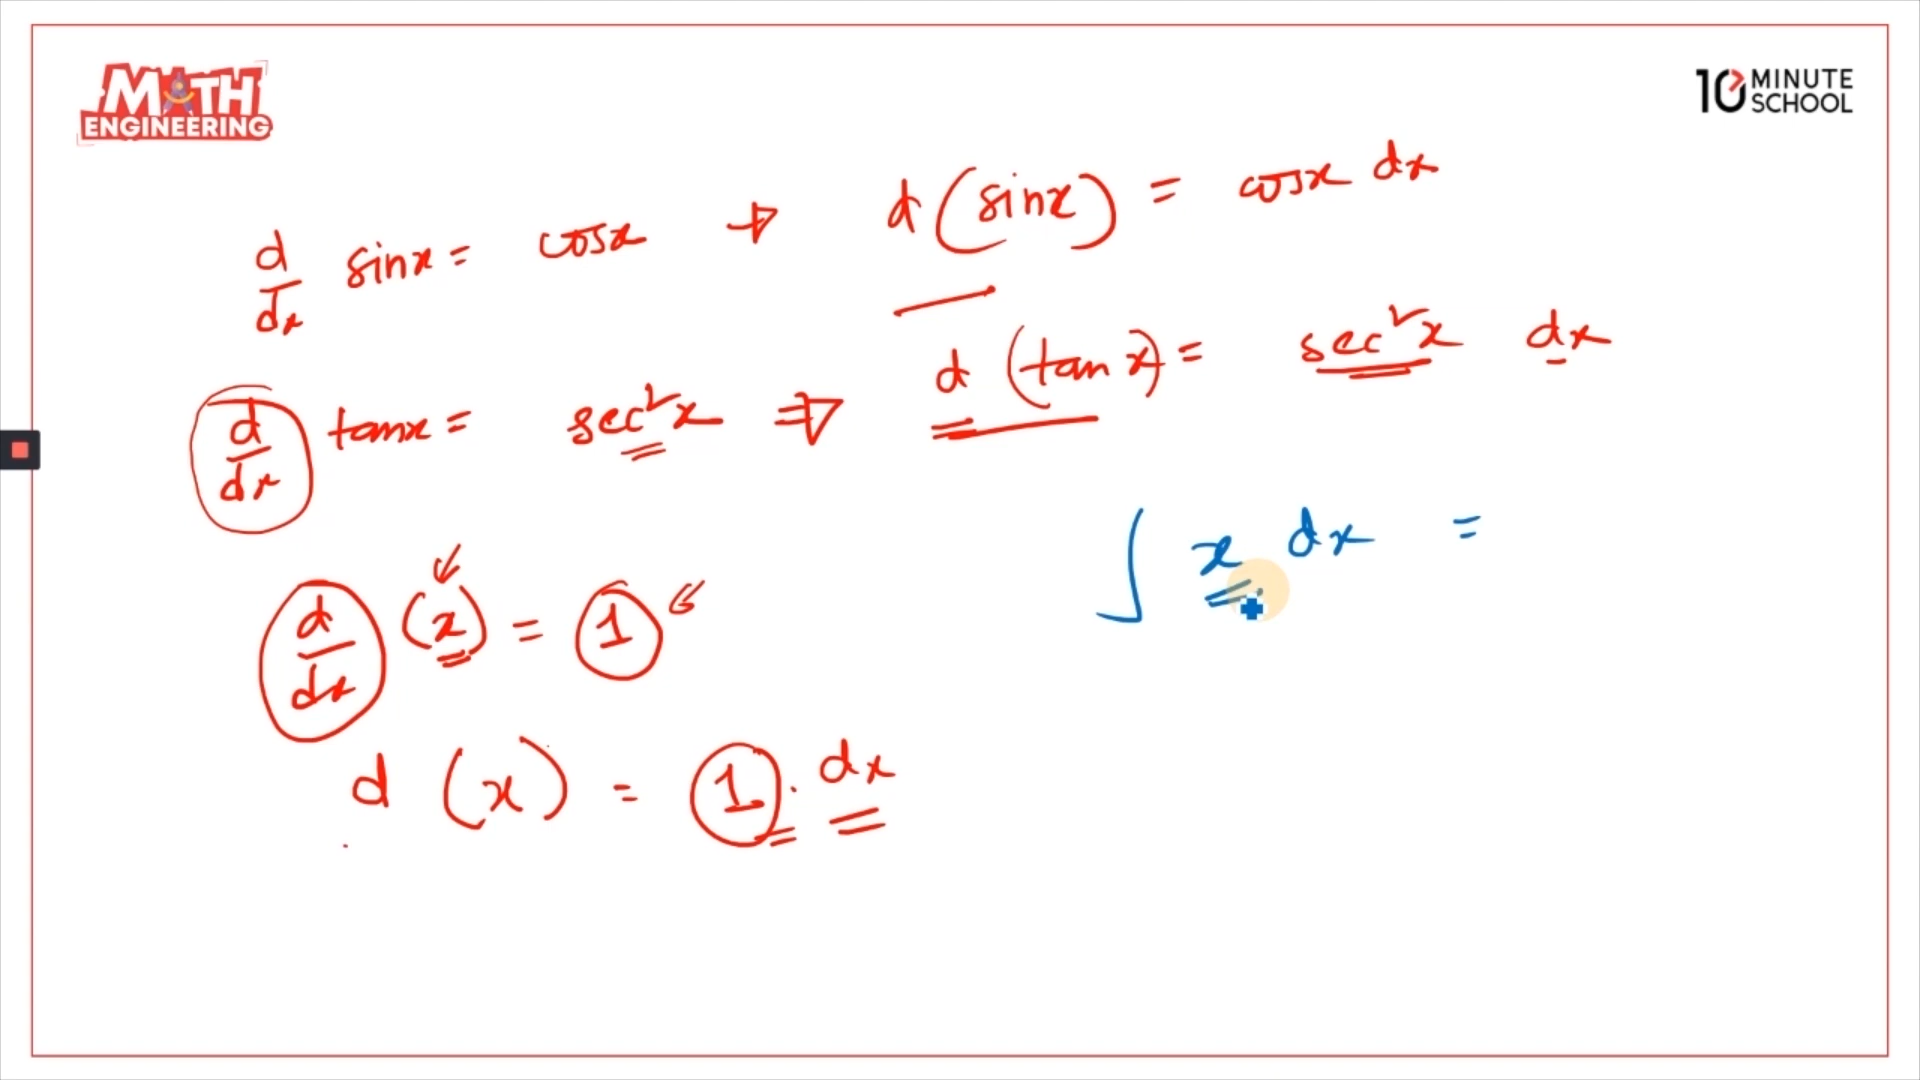 MATH
ENGINEERING
10 MINUTE
SCHOOL
d/dx sinx = cosx ⇒ d(sinx) = cosx dx
d/dx tanx = sec²x ⇒ d(tanx) = sec²x dx
∫ x dx =
d/dx (x) = 1
d(x) = 1 . dx